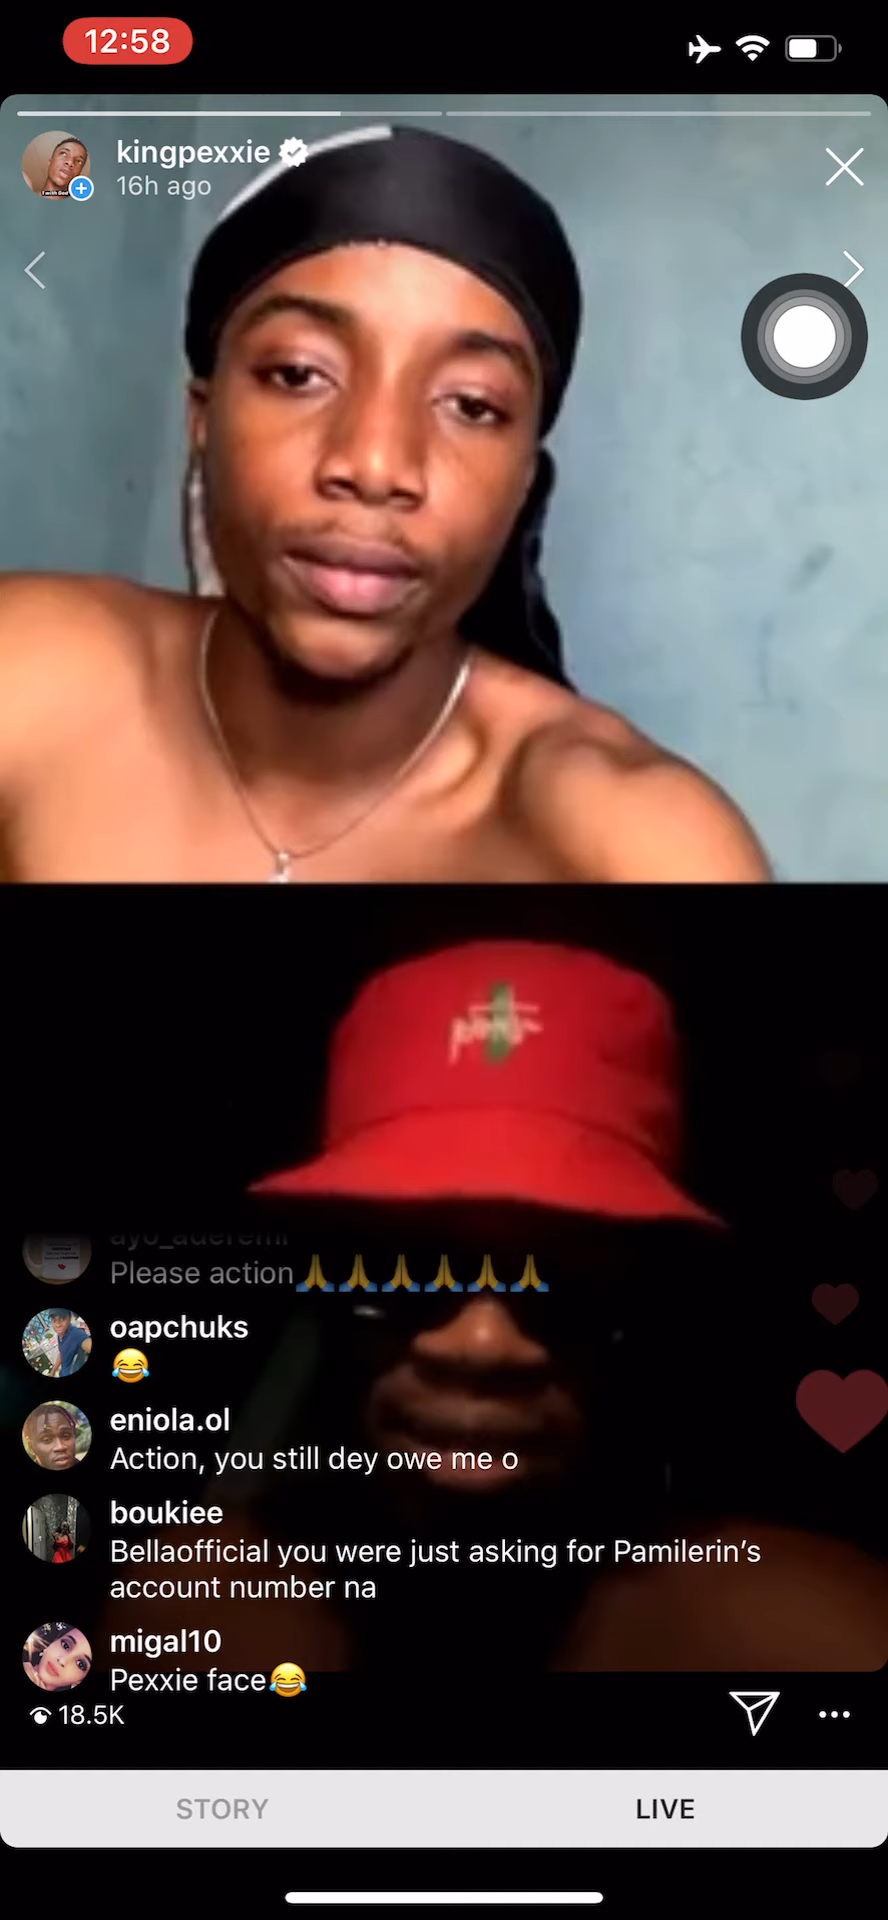 12:58
kingpexxie
16h ago
ayo_aderemi
Please action🙏🙏🙏🙏🙏🙏
oapchuks
😂
eniola.ol
Action, you still dey owe me o
boukiee
Bellaofficial you were just asking for Pamilerin’s
account number na
migal10
Pexxie face😂
18.5K
STORY
LIVE